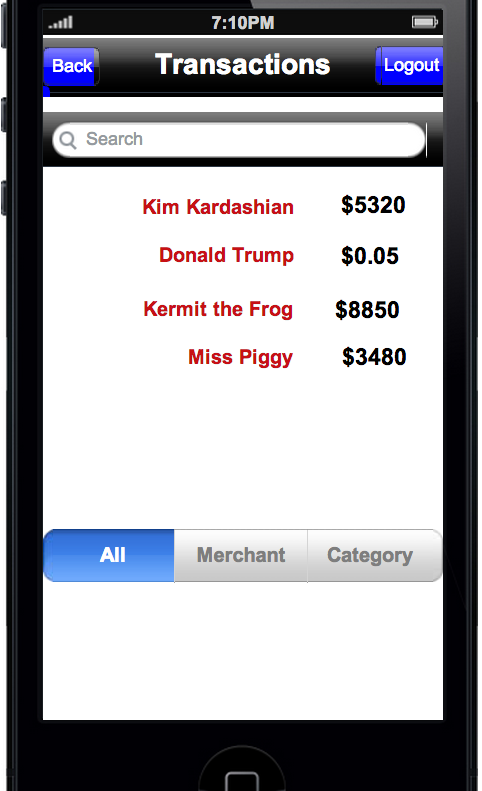 7:10PM
Back Transactions Logout
Search
Kim Kardashian $5320
Donald Trump $0.05
Kermit the Frog $8850
Miss Piggy $3480
All Merchant Category